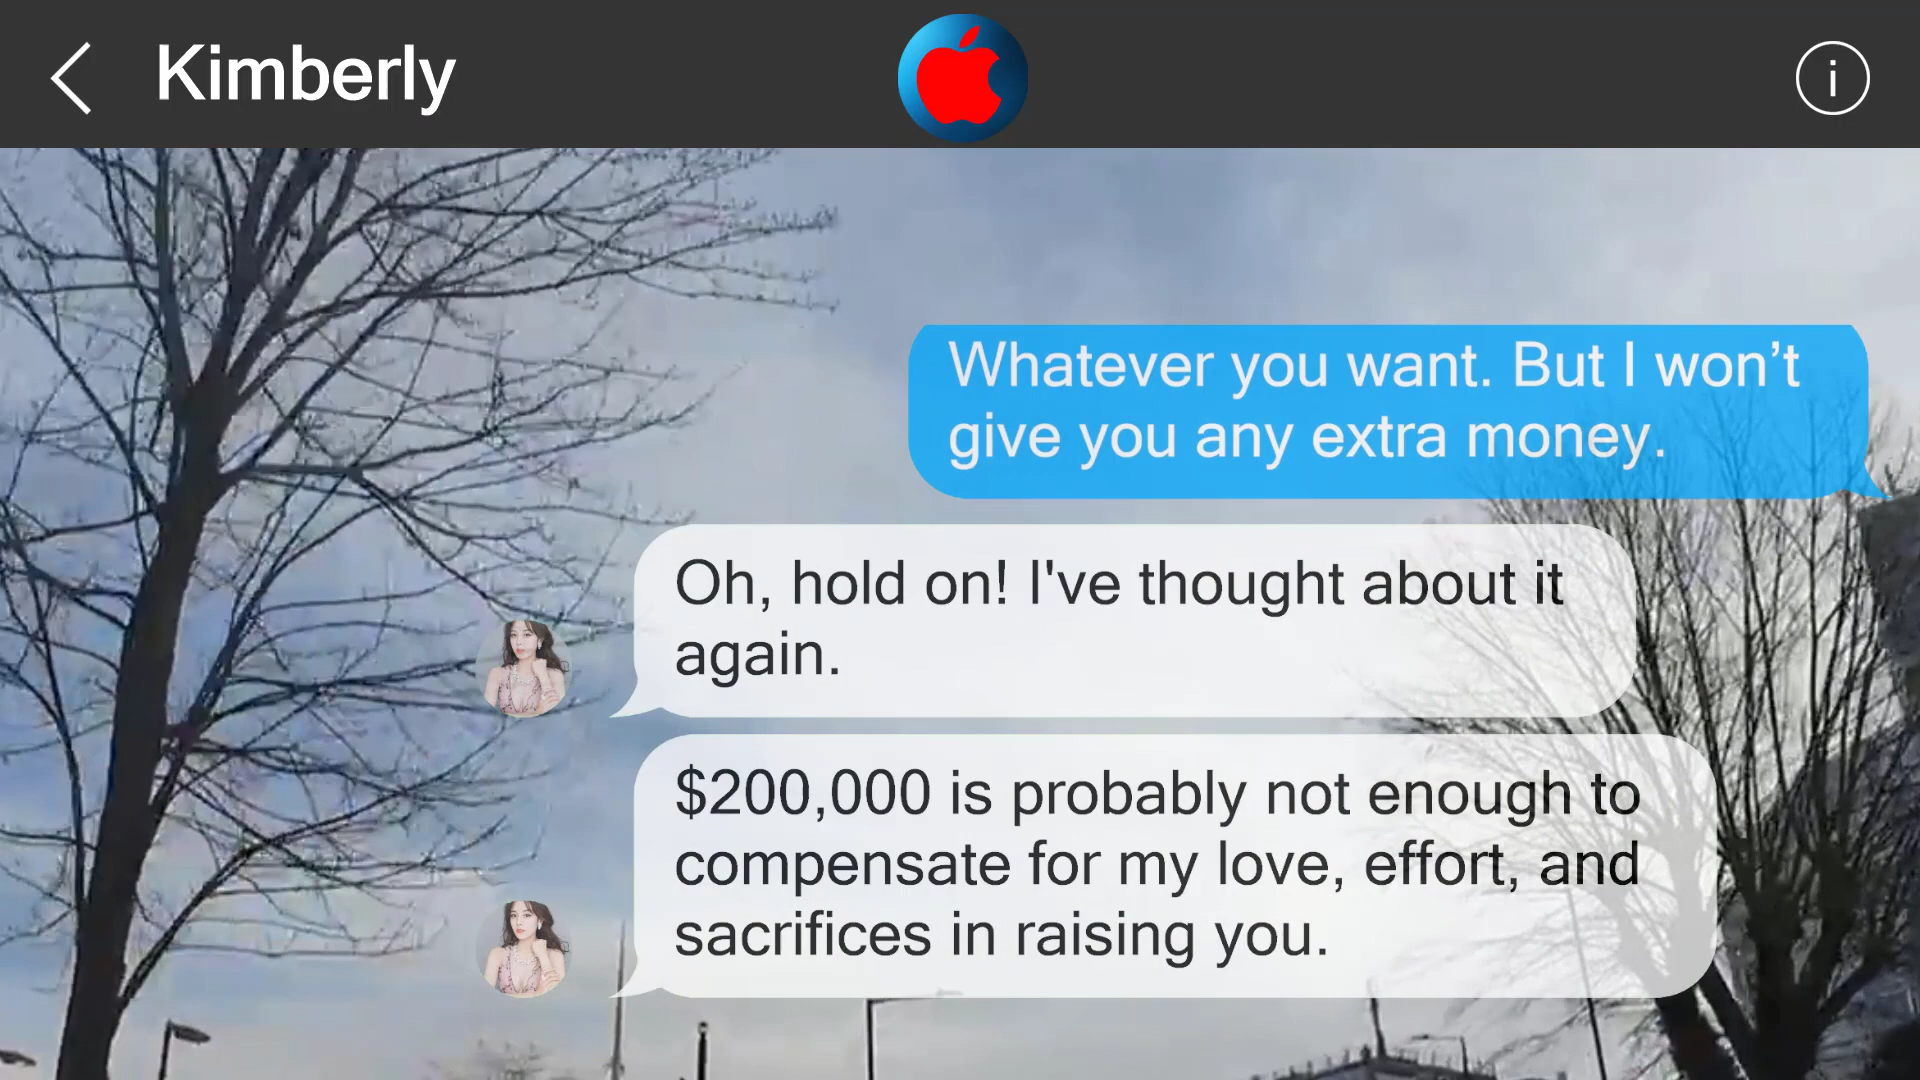 Kimberly
i
Whatever you want. But I won’t
give you any extra money.
Oh, hold on! I've thought about it
again.
$200,000 is probably not enough to
compensate for my love, effort, and
sacrifices in raising you.